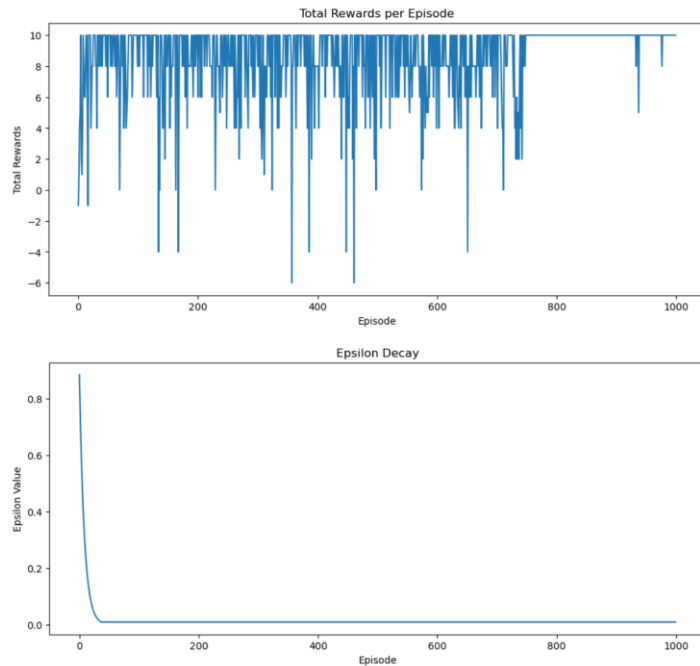 Total Rewards per Episode
Total Rewards
10
8
6
4
2
0
−2
−4
−6
0 200 400 600 800 1000
Episode
Epsilon Decay
Epsilon Value
0.8
0.6
0.4
0.2
0.0
0 200 400 600 800 1000
Episode